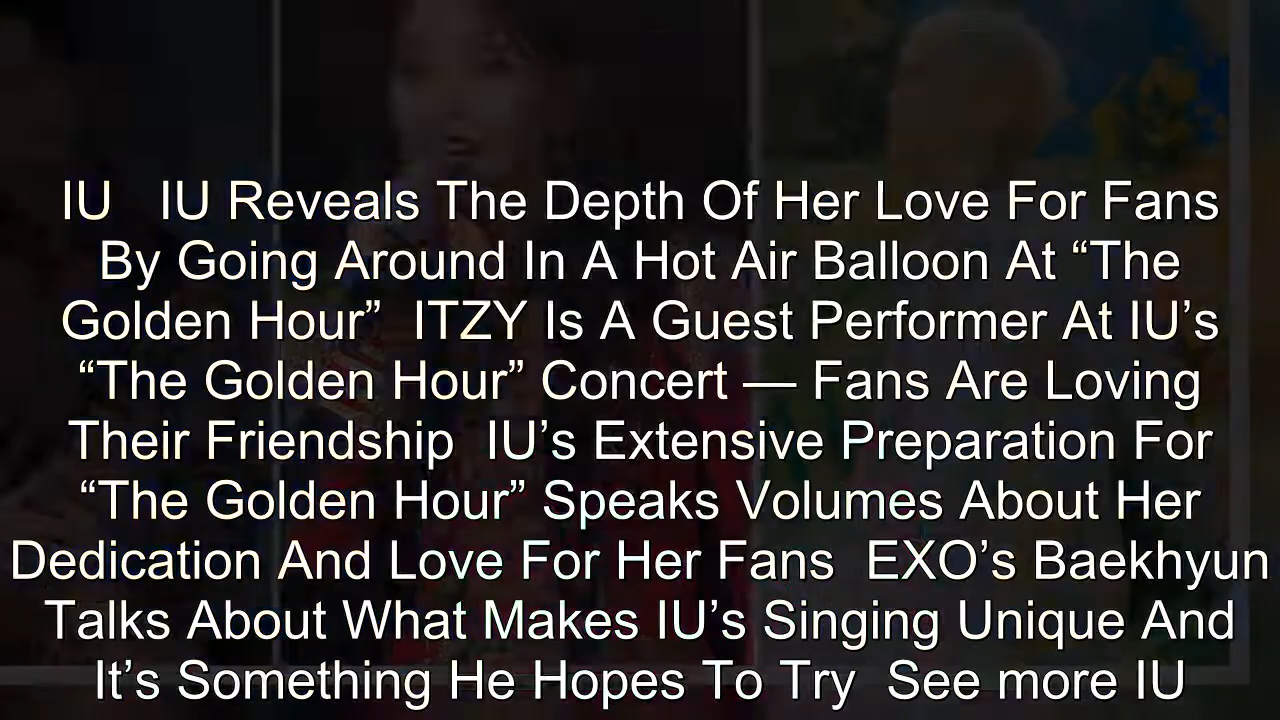 IU   IU Reveals The Depth Of Her Love For Fans
By Going Around In A Hot Air Balloon At “The
Golden Hour”  ITZY Is A Guest Performer At IU’s
“The Golden Hour” Concert — Fans Are Loving
Their Friendship  IU’s Extensive Preparation For
“The Golden Hour” Speaks Volumes About Her
Dedication And Love For Her Fans  EXO’s Baekhyun
Talks About What Makes IU’s Singing Unique And
It’s Something He Hopes To Try  See more IU